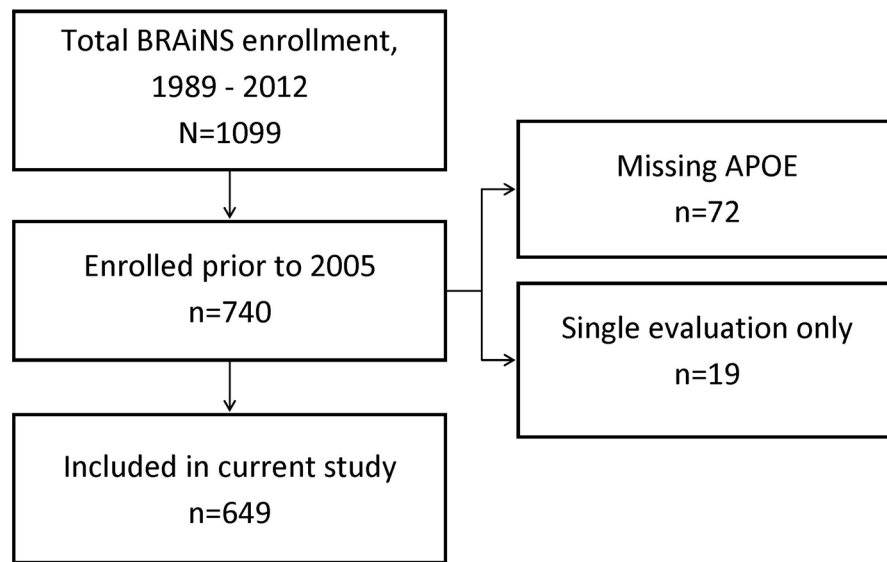 Total BRAiNS enrollment,
1989 - 2012
N=1099
Enrolled prior to 2005
n=740
Missing APOE
n=72
Single evaluation only
n=19
Included in current study
n=649